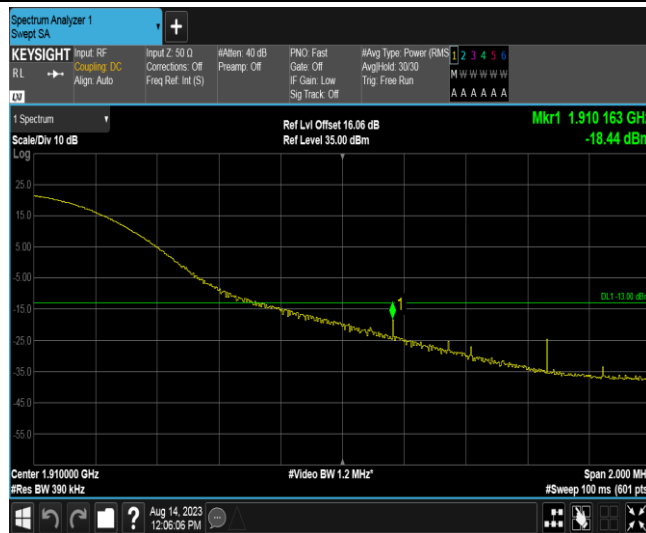 Spectrum Analyzer 1
Swept SA
+
KEYSIGHT
RL
Input: RF
Coupling: DC
Align: Auto
Input Z: 50 Ω
Corrections: Off
Freq Ref: Int (S)
#Atten: 40 dB
Preamp: Off
PNO: Fast
Gate: Off
IF Gain: Low
Sig Track: Off
#Avg Type: Power (RMS
Avg|Hold: 30/30
Trig: Free Run
1 2 3 4 5 6
M W W W W W
A A A A A A
1 Spectrum
Scale/Div 10 dB
Log
Ref Lvl Offset 16.06 dB
Ref Level 35.00 dBm
Mkr1 1.910 163 GHz
-18.44 dBm
25.0
15.0
5.00
-5.00
-15.0
-25.0
-35.0
-45.0
-55.0
DL1 -13.00 dBm
1
Center 1.910000 GHz
#Res BW 390 kHz
#Video BW 1.2 MHz*
Span 2.000 MH
#Sweep 100 ms (601 pts
?
Aug 14, 2023
12:06:06 PM